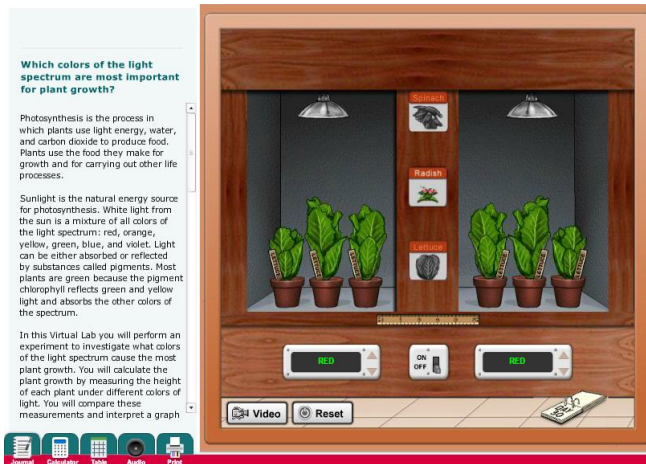 Which colors of the light
spectrum are most important
for plant growth?
Photosynthesis is the process in
which plants use light energy, water,
and carbon dioxide to produce food.
Plants use the food they make for
growth and for carrying out other life
processes.
Sunlight is the natural energy source
for photosynthesis. White light from
the sun is a mixture of all colors of
the light spectrum: red, orange,
yellow, green, blue, and violet. Light
can be either absorbed or reflected
by substances called pigments. Most
plants are green because the pigment
chlorophyll reflects green and yellow
light and absorbs the other colors of
the spectrum.
In this Virtual Lab you will perform an
experiment to investigate what colors
of the light spectrum cause the most
plant growth. You will calculate the
plant growth by measuring the height
of each plant under different colors of
light. You will compare these
measurements and interpret a graph
Journal Calculator Table Audio Print
Spinach
Radish
Lettuce
RED
ON
OFF
RED
Video
Reset